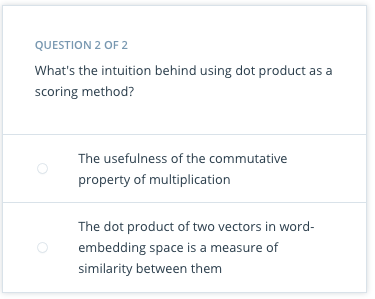 QUESTION 2 OF 2
What's the intuition behind using dot product as a
scoring method?
The usefulness of the commutative
property of multiplication
The dot product of two vectors in word-
embedding space is a measure of
similarity between them